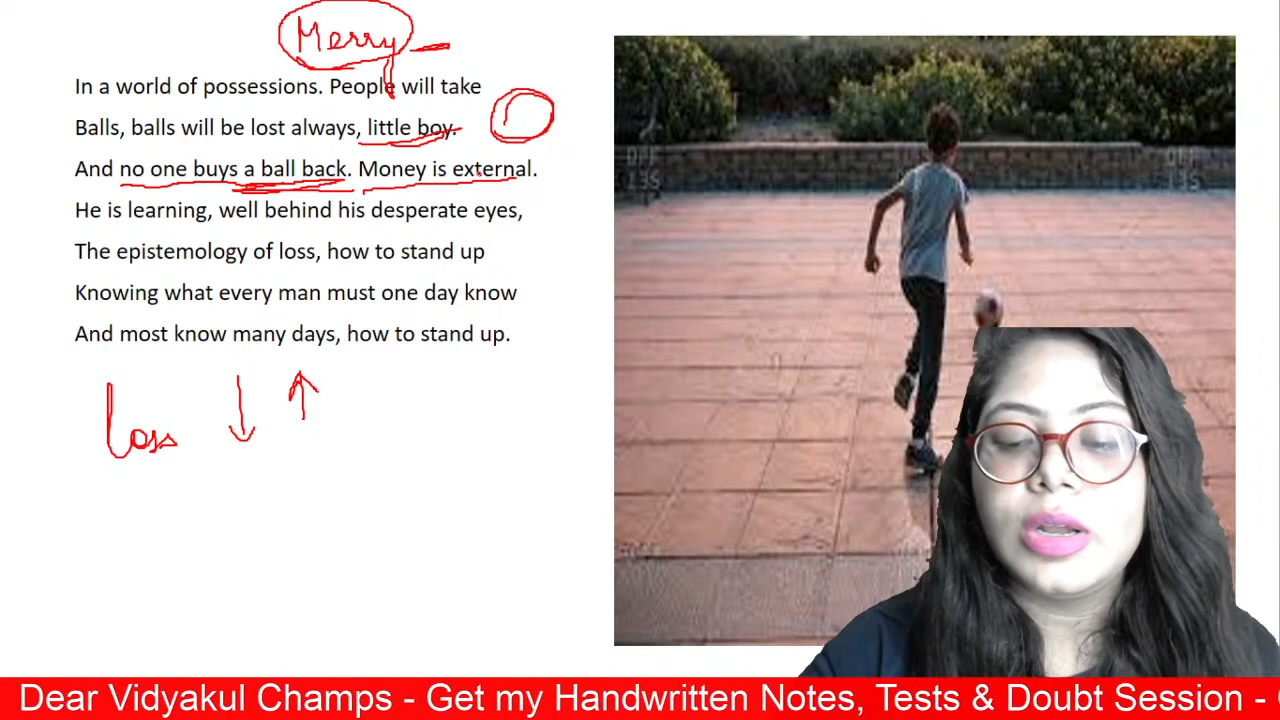 Merry
In a world of possessions. People will take
Balls, balls will be lost always, little boy.
And no one buys a ball back. Money is external.
He is learning, well behind his desperate eyes,
The epistemology of loss, how to stand up
Knowing what every man must one day know
And most know many days, how to stand up.
Loss
Dear Vidyakul Champs - Get my Handwritten Notes, Tests & Doubt Session -